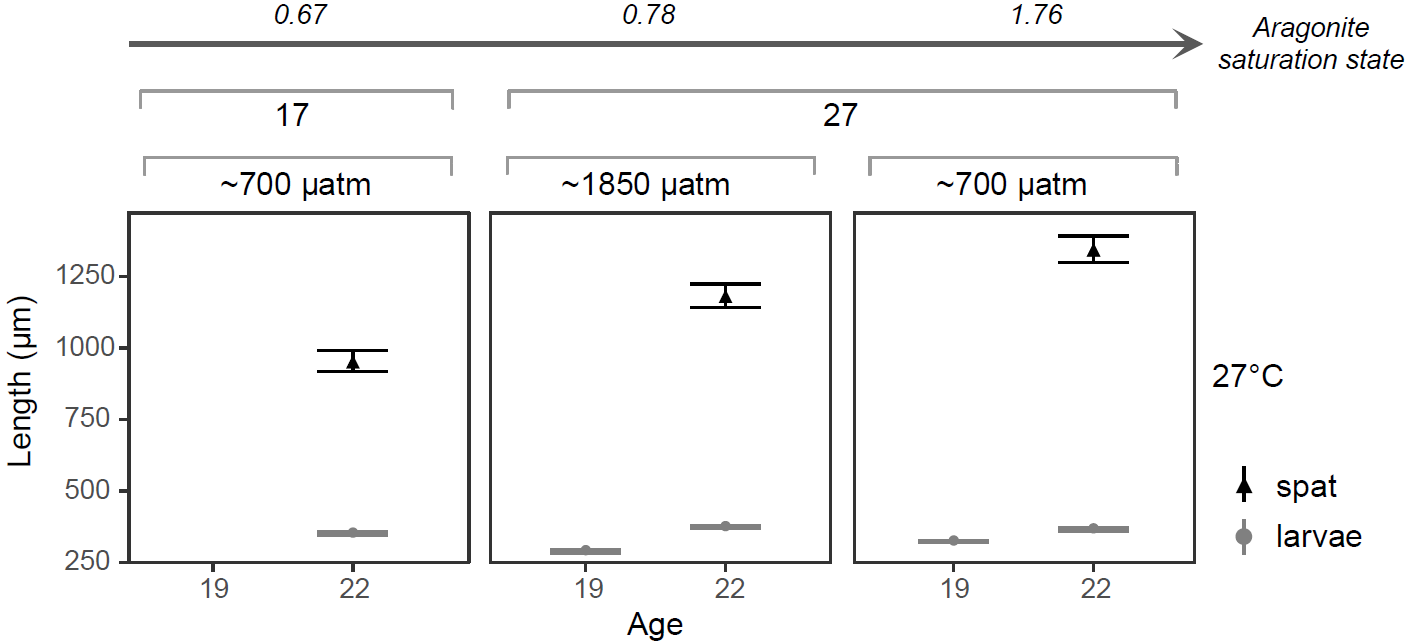 0.67 0.78 1.76
Aragonite
saturation state
17 27
~700 µatm ~1850 µatm ~700 µatm
Length (µm)
1250
1000
750
500
250
19 22 19 22 19 22
Age
27°C
spat
larvae